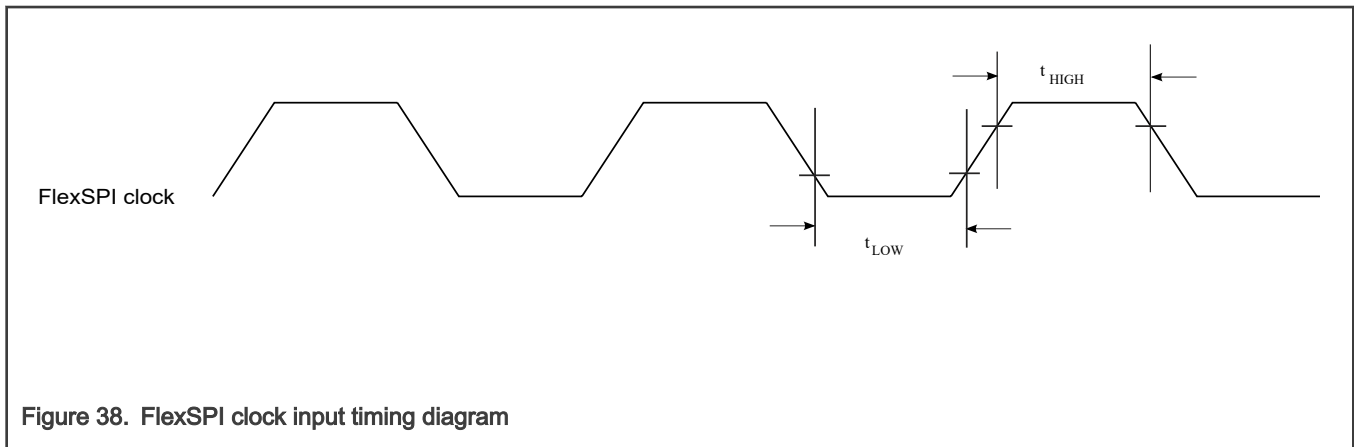 t HIGH
FlexSPI clock
t LOW
Figure 38. FlexSPI clock input timing diagram